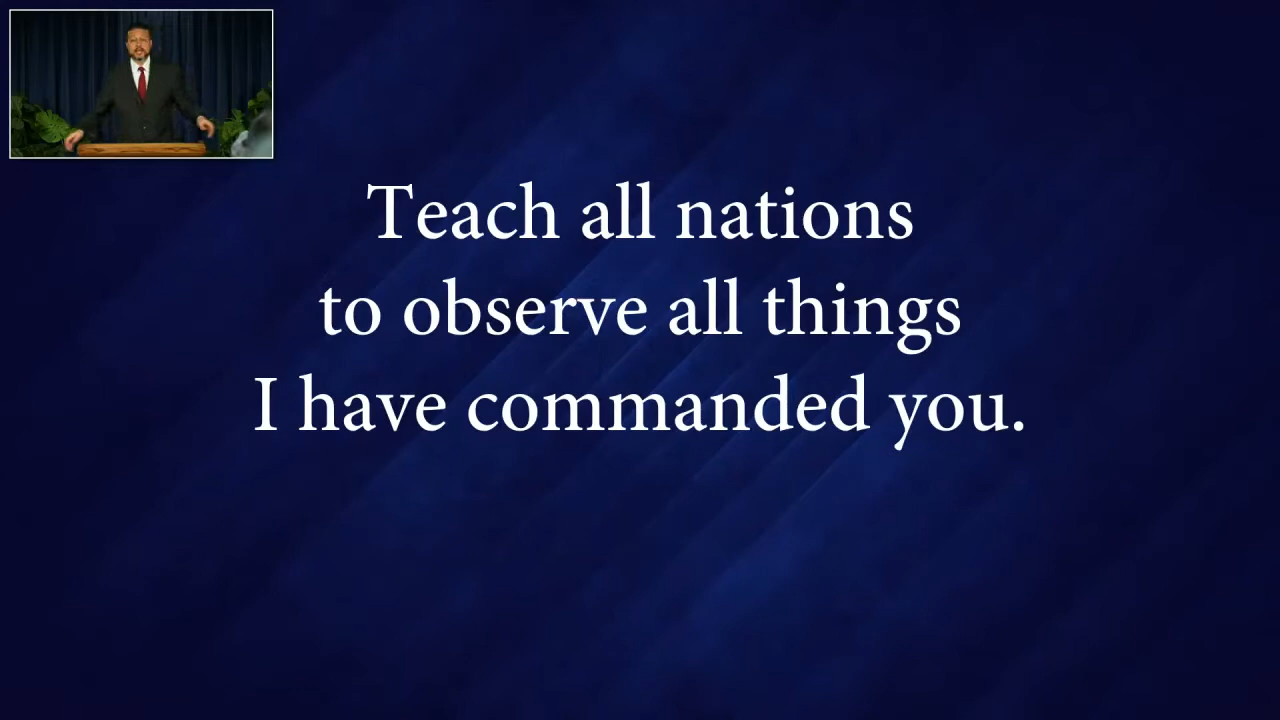 Teach all nations
to observe all things
I have commanded you.